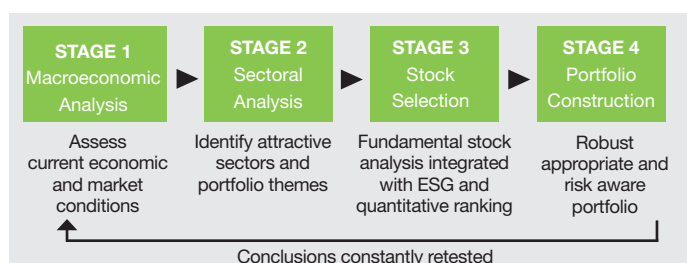 STAGE 1
Macroeconomic
Analysis
STAGE 2
Sectoral
Analysis
STAGE 3
Stock
Selection
STAGE 4
Portfolio
Construction
Assess
current economic
and market
conditions
Identify attractive
sectors and
portfolio themes
Fundamental stock
analysis integrated
with ESG and
quantitative ranking
Robust
appropriate and
risk aware
portfolio
Conclusions constantly retested